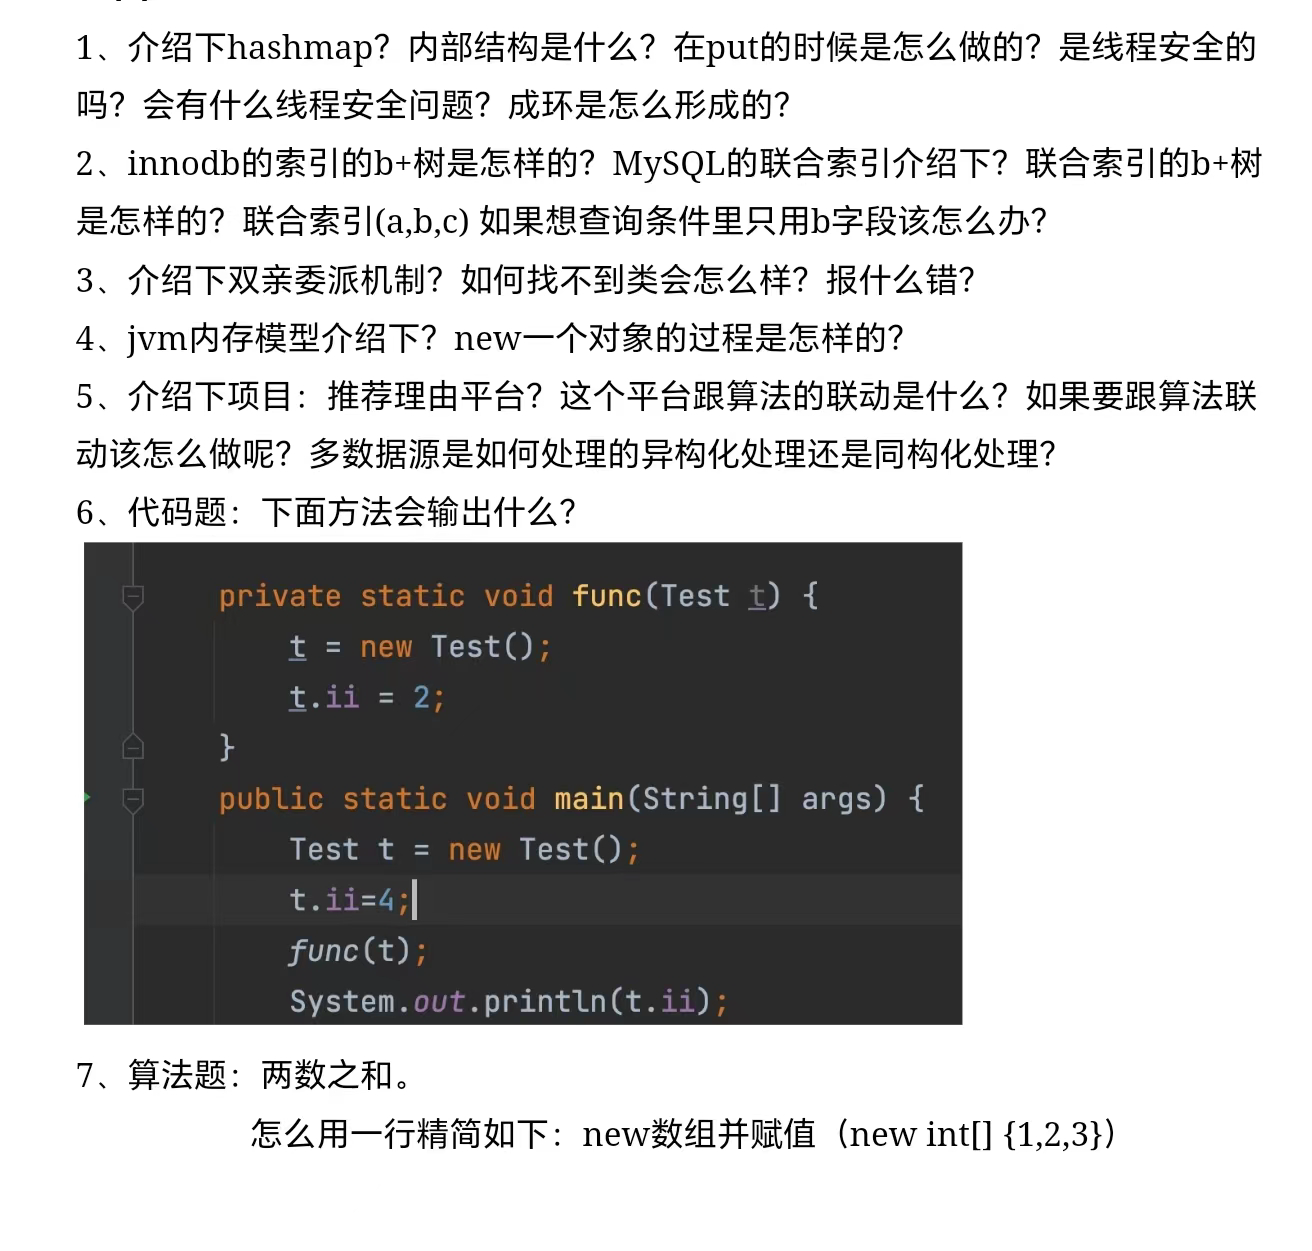 1、介绍下hashmap？内部结构是什么？在put的时候是怎么做的？是线程安全的
吗？会有什么线程安全问题？成环是怎么形成的？
2、innodb的索引的b+树是怎样的？MySQL的联合索引介绍下？联合索引的b+树
是怎样的？联合索引(a,b,c) 如果想查询条件里只用b字段该怎么办？
3、介绍下双亲委派机制？如何找不到类会怎么样？报什么错？
4、jvm内存模型介绍下？new一个对象的过程是怎样的？
5、介绍下项目：推荐理由平台？这个平台跟算法的联动是什么？如果要跟算法联
动该怎么做呢？多数据源是如何处理的异构化处理还是同构化处理？
6、代码题：下面方法会输出什么？
private static void func(Test t) {
t = new Test();
t.ii = 2;
}
public static void main(String[] args) {
Test t = new Test();
t.ii=4;
func(t);
System.out.println(t.ii);
7、算法题：两数之和。
怎么用一行精简如下：new数组并赋值（new int[] {1,2,3}）